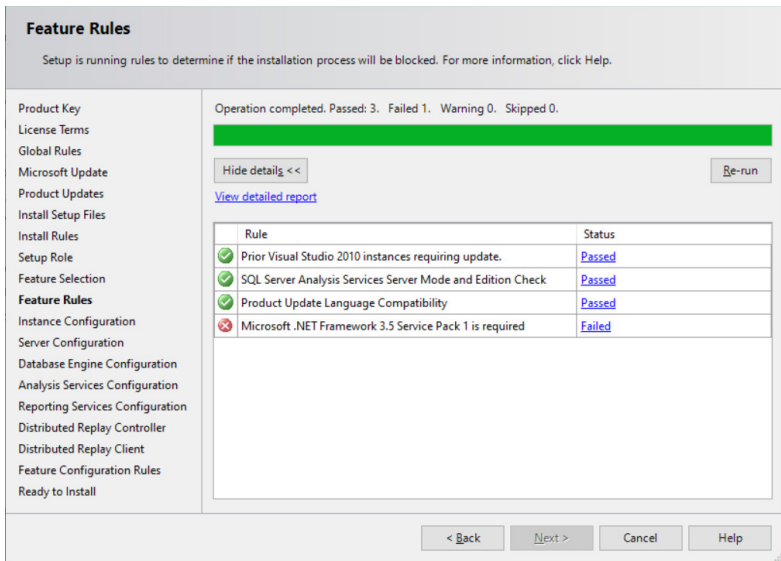 Feature Rules
Setup is running rules to determine if the installation process will be blocked. For more information, click Help.
Product Key
License Terms
Global Rules
Microsoft Update
Product Updates
Install Setup Files
Install Rules
Setup Role
Feature Selection
Feature Rules
Instance Configuration
Server Configuration
Database Engine Configuration
Analysis Services Configuration
Reporting Services Configuration
Distributed Replay Controller
Distributed Replay Client
Feature Configuration Rules
Ready to Install
Operation completed. Passed: 3. Failed 1. Warning 0. Skipped 0.
Hide details <<
Re-run
View detailed report
Rule Status
Prior Visual Studio 2010 instances requiring update. Passed
SQL Server Analysis Services Server Mode and Edition Check Passed
Product Update Language Compatibility Passed
Microsoft .NET Framework 3.5 Service Pack 1 is required Failed
< Back Next > Cancel Help